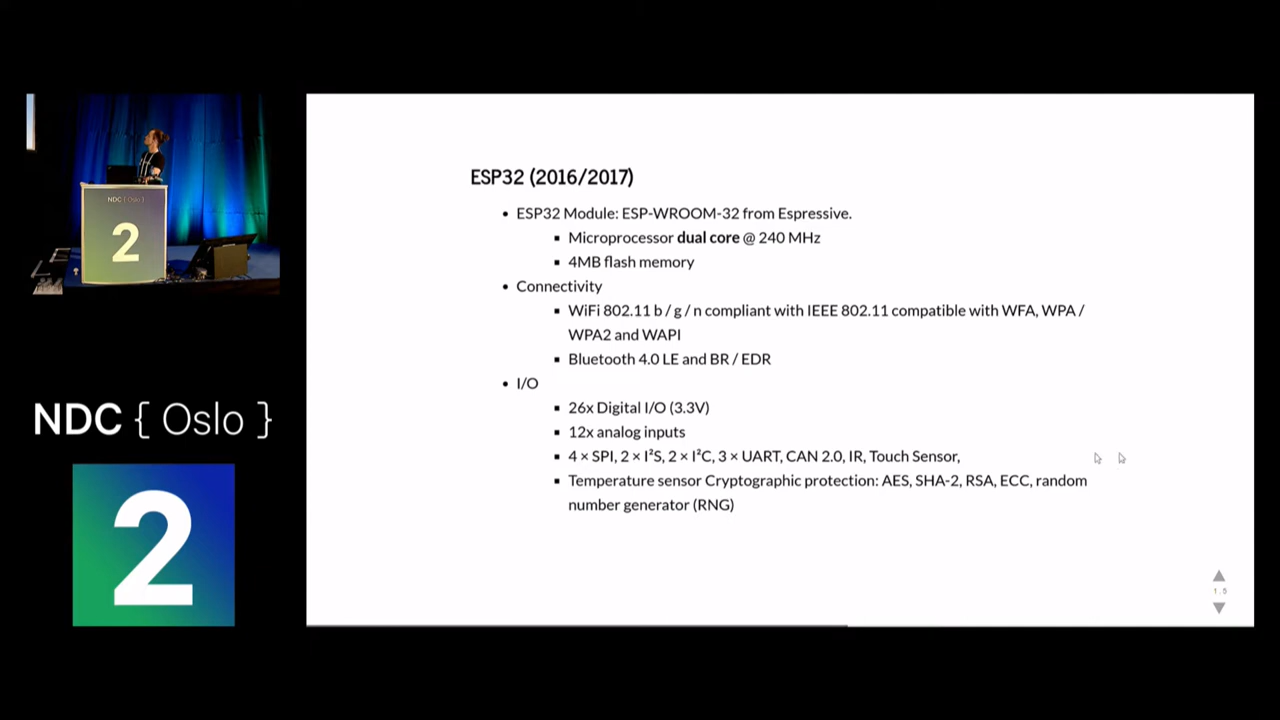 NDC { Oslo }
2
NDC { Oslo }
2
ESP32 (2016/2017)
• ESP32 Module: ESP-WROOM-32 from Espressive.
▪ Microprocessor dual core @ 240 MHz
▪ 4MB flash memory
• Connectivity
▪ WiFi 802.11 b / g / n compliant with IEEE 802.11 compatible with WFA, WPA /
WPA2 and WAPI
▪ Bluetooth 4.0 LE and BR / EDR
• I/O
▪ 26x Digital I/O (3.3V)
▪ 12x analog inputs
▪ 4 × SPI, 2 × I²S, 2 × I²C, 3 × UART, CAN 2.0, IR, Touch Sensor,
▪ Temperature sensor Cryptographic protection: AES, SHA-2, RSA, ECC, random
number generator (RNG)
1.5